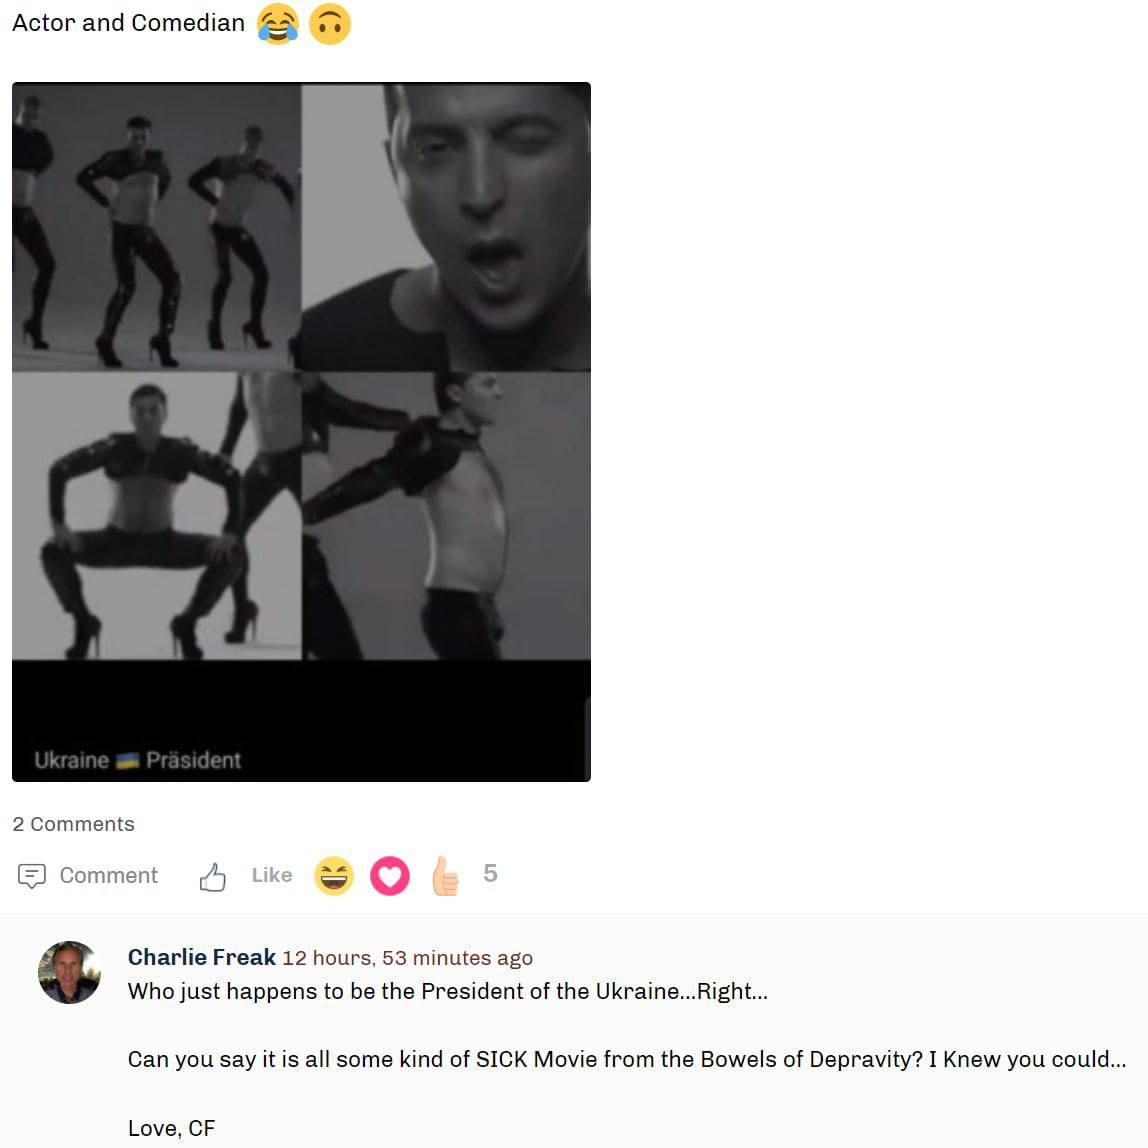 Actor and Comedian 😂 🙃
Ukraine 🇺🇦 Präsident
2 Comments
Comment Like 5
Charlie Freak 12 hours, 53 minutes ago
Who just happens to be the President of the Ukraine...Right...
Can you say it is all some kind of SICK Movie from the Bowels of Depravity? I Knew you could...
Love, CF